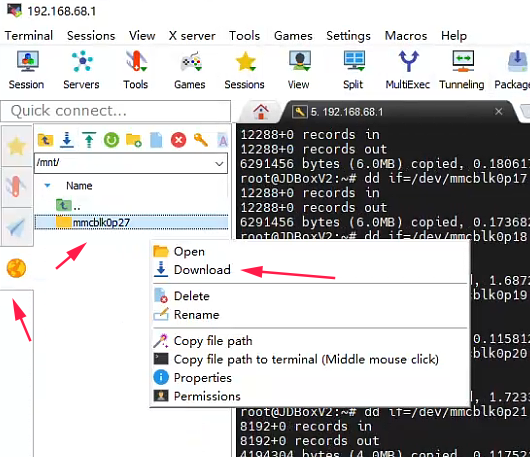 192.168.68.1
Terminal Sessions View X server Tools Games Settings Macros Help
Session Servers Tools Games Sessions View Split MultiExec Tunneling Package
Quick connect...
5. 192.168.68.1
/mnt/
Name
..
mmcblk0p27
Open
Download
Delete
Rename
Copy file path
Copy file path to terminal (Middle mouse click)
Properties
Permissions
12288+0 records in
12288+0 records out
6291456 bytes (6.0MB) copied, 0.180617
root@JDBoxV2:~# dd if=/dev/mmcblk0p17
12288+0 records in
12288+0 records out
6291456 bytes (6.0MB) copied, 0.173682
root@JDBoxV2:~# dd if=/dev/mmcblk0p18
, 1.6872
mmcblk0p19
, 0.115812
mmcblk0p20
, 1.7233
root@JDBoxV2:~# dd if=/dev/mmcblk0p21
8192+0 records in
8192+0 records out
4194304 bytes (4.0MB) copied, 0.11752